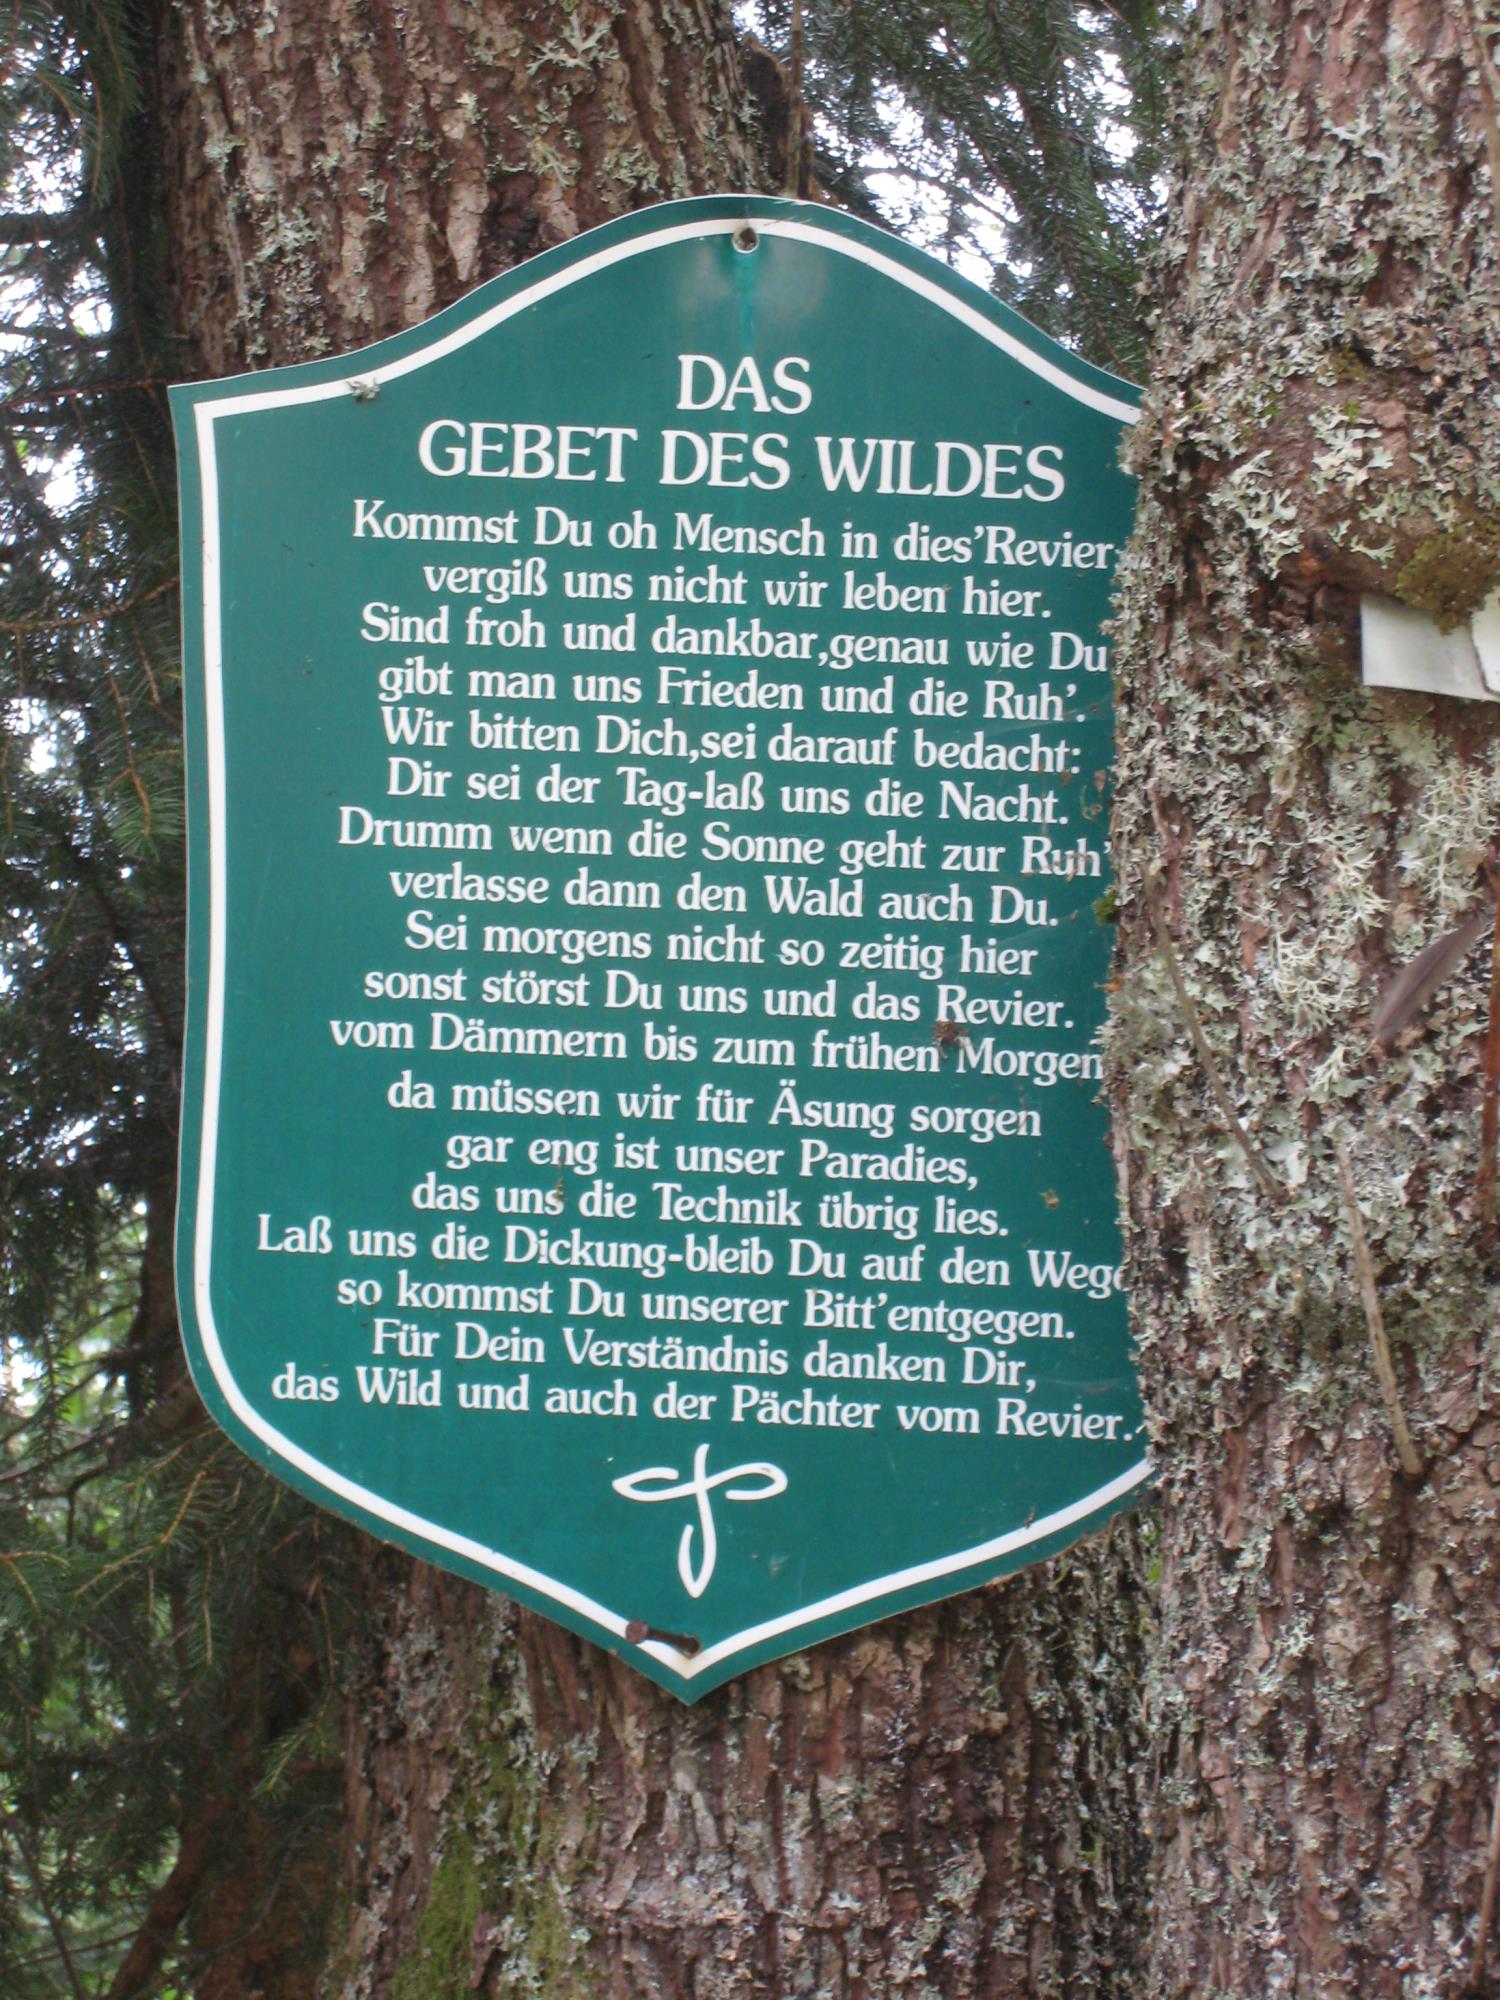 DAS
GEBET DES WILDES
Kommst Du oh Mensch in dies'Revier
vergiß uns nicht wir leben hier.
Sind froh und dankbar,genau wie Du
gibt man uns Frieden und die Ruh'.
Wir bitten Dich,sei darauf bedacht:
Dir sei der Tag-laß uns die Nacht.
Drumm wenn die Sonne geht zur Ruh'
verlasse dann den Wald auch Du.
Sei morgens nicht so zeitig hier
sonst störst Du uns und das Revier.
vom Dämmern bis zum frühen Morgen
da müssen wir für Äsung sorgen
gar eng ist unser Paradies,
das uns die Technik übrig lies.
Laß uns die Dickung-bleib Du auf den Wege
so kommst Du unserer Bitt'entgegen.
Für Dein Verständnis danken Dir,
das Wild und auch der Pächter vom Revier.